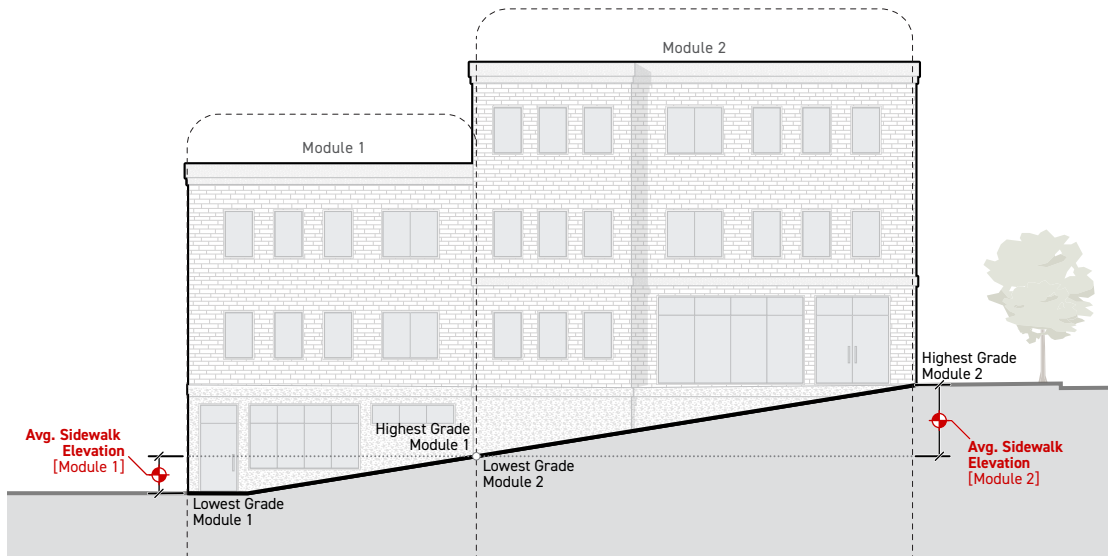 Module 2
Module 1
Highest Grade
Module 2
Highest Grade
Module 1
Avg. Sidewalk
Elevation
[Module 1]
Avg. Sidewalk
Elevation
[Module 2]
Lowest Grade
Module 2
Lowest Grade
Module 1